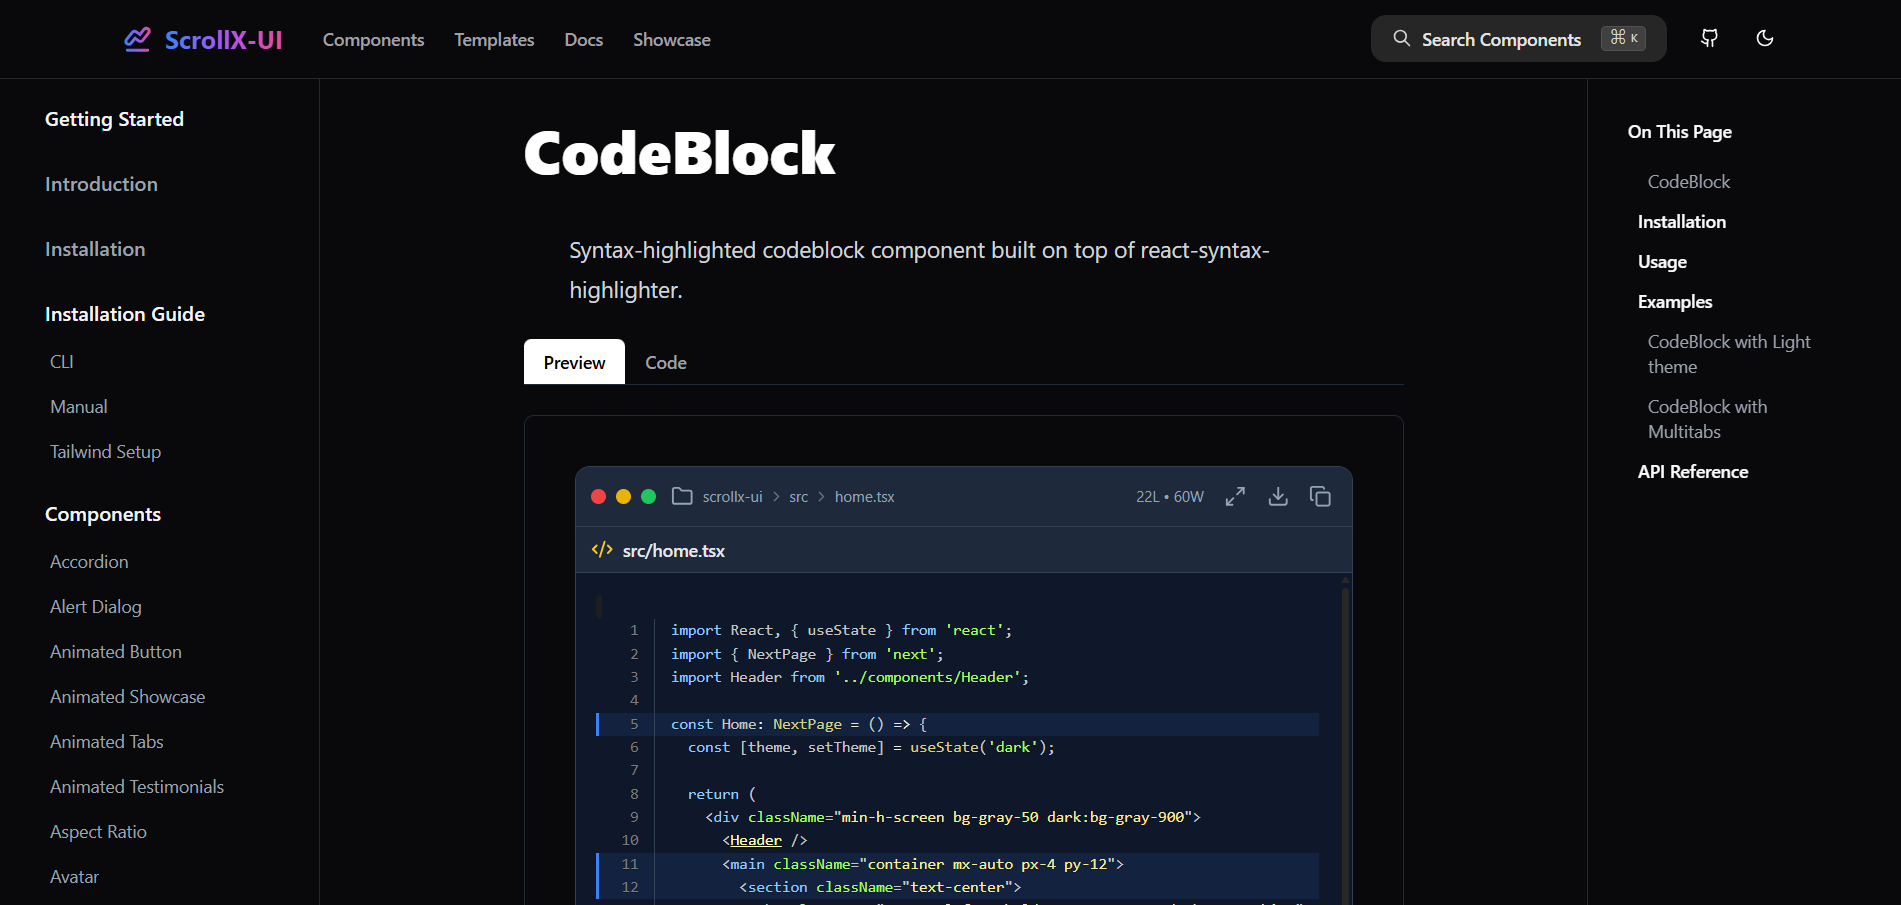 ScrollX-UI
Components
Templates
Docs
Showcase
Search Components
⌘ K
Getting Started
Introduction
Installation
Installation Guide
CLI
Manual
Tailwind Setup
Components
Accordion
Alert Dialog
Animated Button
Animated Showcase
Animated Tabs
Animated Testimonials
Aspect Ratio
Avatar
CodeBlock
Syntax-highlighted codeblock component built on top of react-syntax-
highlighter.
Preview
Code
scrollx-ui > src > home.tsx
22L • 60W
</> src/home.tsx
1 import React, { useState } from 'react';
2 import { NextPage } from 'next';
3 import Header from '../components/Header';
4
5 const Home: NextPage = () => {
6 const [theme, setTheme] = useState('dark');
7
8 return (
9 <div className="min-h-screen bg-gray-50 dark:bg-gray-900">
10 <Header />
11 <main className="container mx-auto px-4 py-12">
12 <section className="text-center">
On This Page
CodeBlock
Installation
Usage
Examples
CodeBlock with Light
theme
CodeBlock with
Multitabs
API Reference